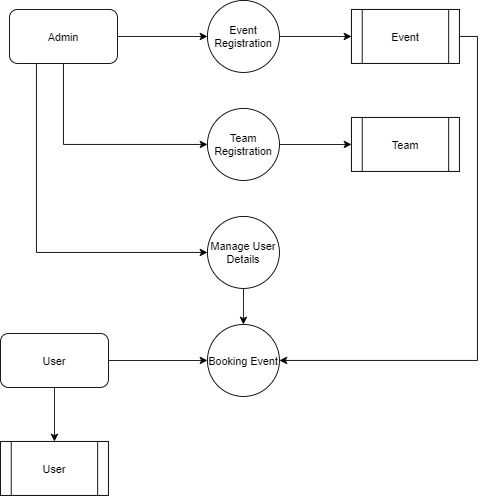 Admin
Event
Registration
Event
Team
Registration
Team
Manage User
Details
User
Booking Event
User